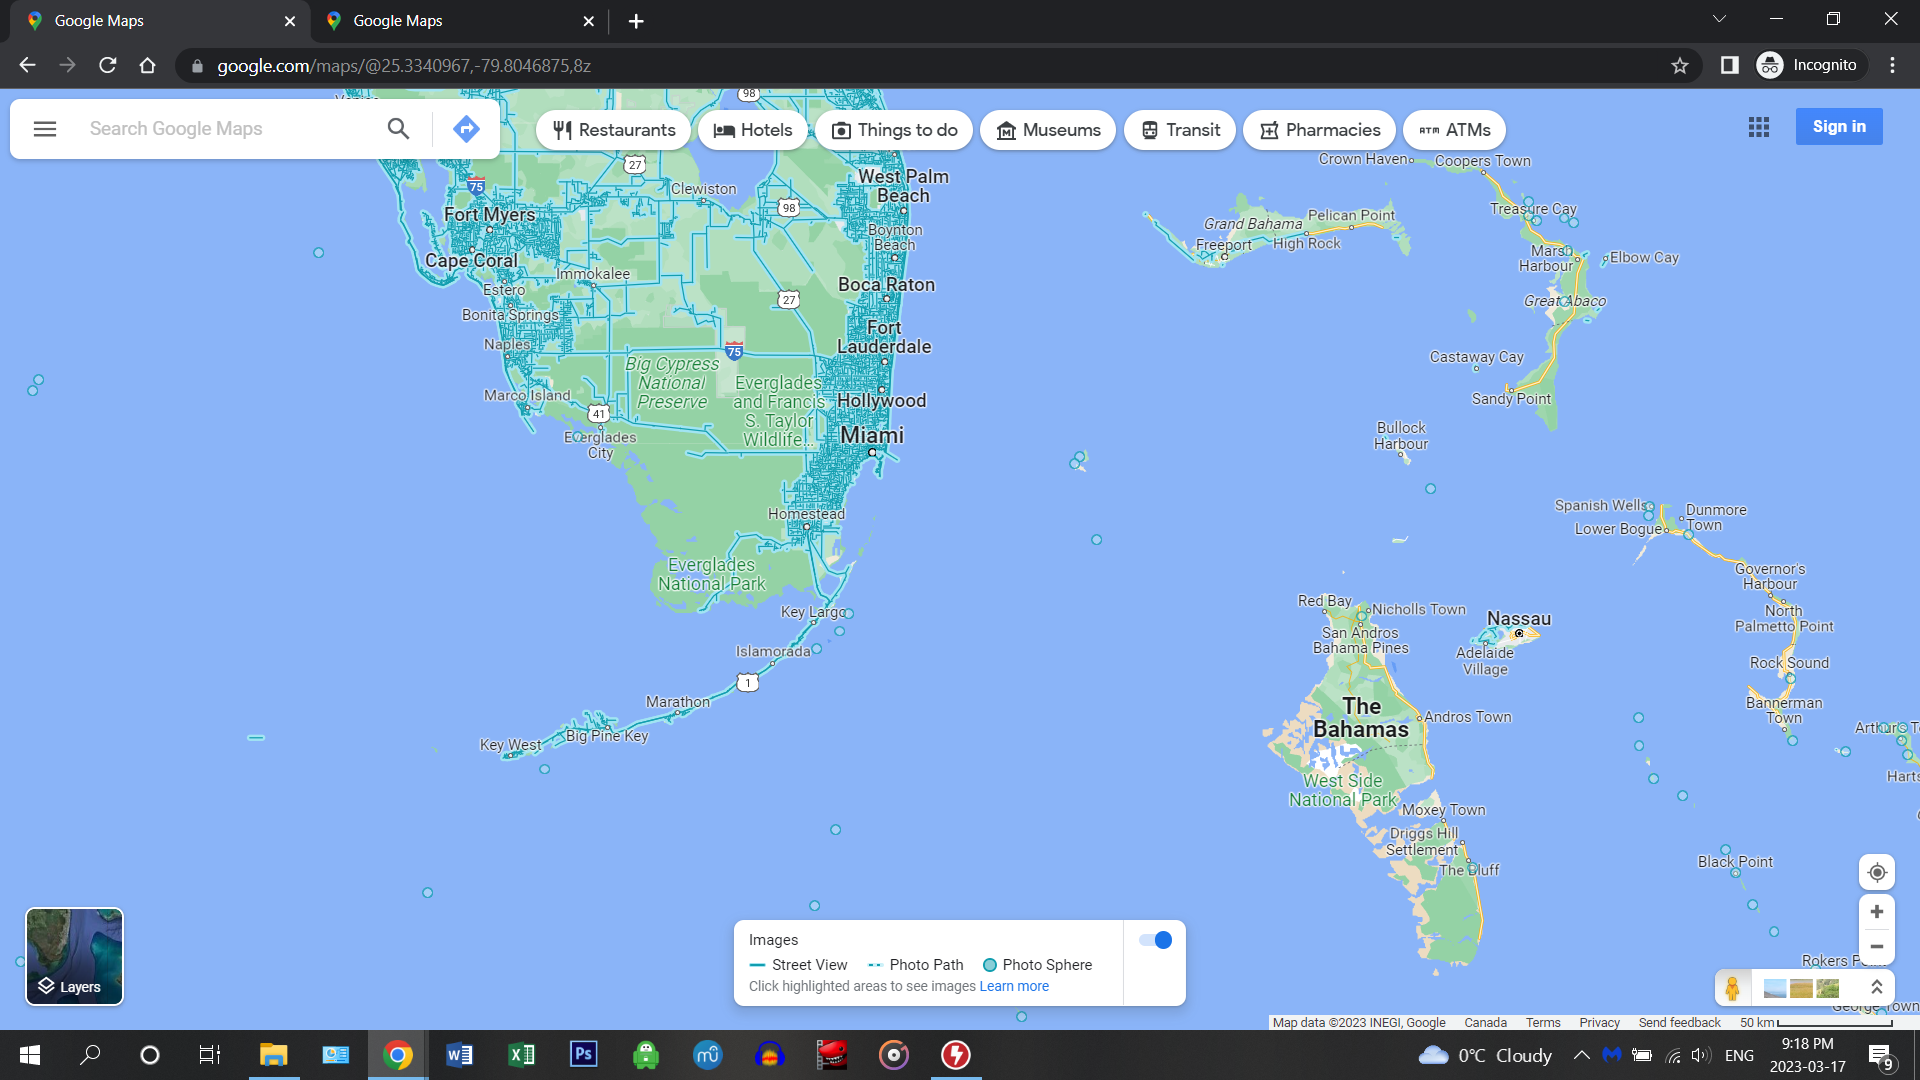 Google Maps
Google Maps
google.com/maps/@25.3340967,-79.8046875,8z
Incognito
Search Google Maps
Restaurants
Hotels
Things to do
Museums
Transit
Pharmacies
ATM ATMs
Sign in
98
27
75
Clewiston
98
West Palm
Beach
Fort Myers
Boynton
Beach
Cape Coral
Immokalee
Boca Raton
Estero
27
Bonita Springs
Fort
Lauderdale
Naples
75
Big Cypress
National
Preserve
Everglades
and Francis
S. Taylor
Wildlife...
Marco Island
41
Hollywood
Everglades
City
Miami
Homestead
Everglades
National Park
Key Largo
Islamorada
1
Marathon
Big Pine Key
Key West
Crown Haven
Coopers Town
Treasure Cay
Grand Bahama
Pelican Point
Freeport
High Rock
Marsh
Harbour
Elbow Cay
Great Abaco
Castaway Cay
Sandy Point
Bullock
Harbour
Spanish Wells
Dunmore
Town
Lower Bogue
Governor's
Harbour
North
Palmetto Point
Rock Sound
Bannerman
Town
Red Bay
Nicholls Town
San Andros
Bahama Pines
Nassau
Adelaide
Village
The
Bahamas
Andros Town
West Side
National Park
Moxey Town
Driggs Hill
Settlement
The Bluff
Arthur's T
Harts
Black Point
Rokers P
George Town
Layers
Images
Street View
Photo Path
Photo Sphere
Click highlighted areas to see images Learn more
Map data ©2023 INEGI, Google
Canada
Terms
Privacy
Send feedback
50 km
W
X
Ps
0°C Cloudy
ENG
9:18 PM
2023-03-17
9